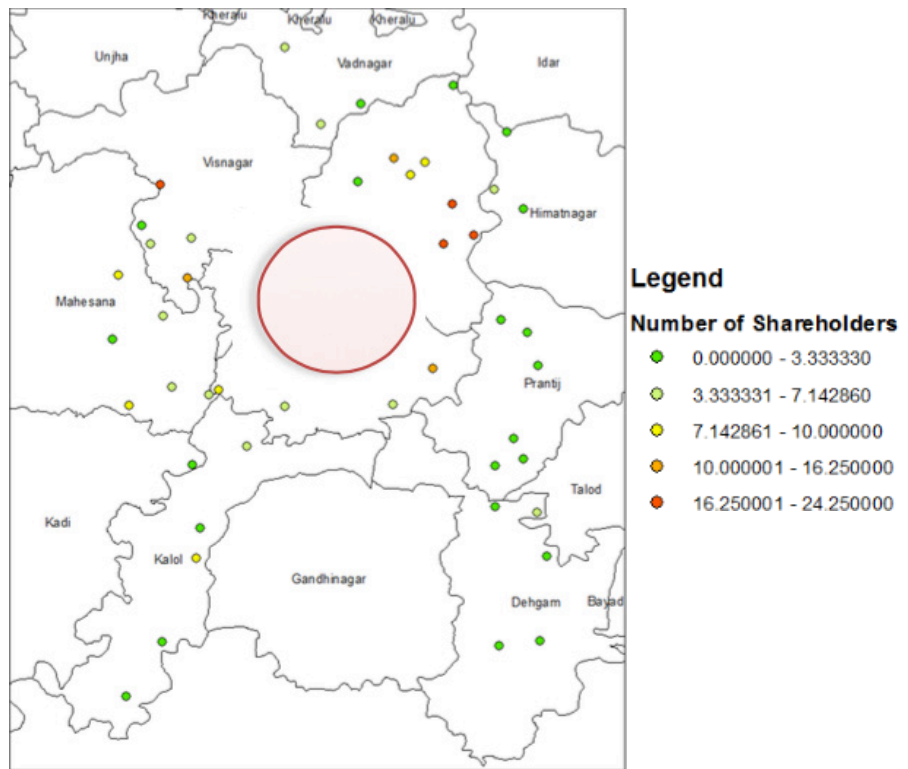 Kheralu
Kheralu
Kheralu
Unjha
Vadnagar
Idar
Visnagar
Himatnagar
Mahesana
Prantij
Talod
Kadi
Kalol
Gandhinagar
Dehgam
Bayad
Legend
Number of Shareholders
0.000000 - 3.333330
3.333331 - 7.142860
7.142861 - 10.000000
10.000001 - 16.250000
16.250001 - 24.250000